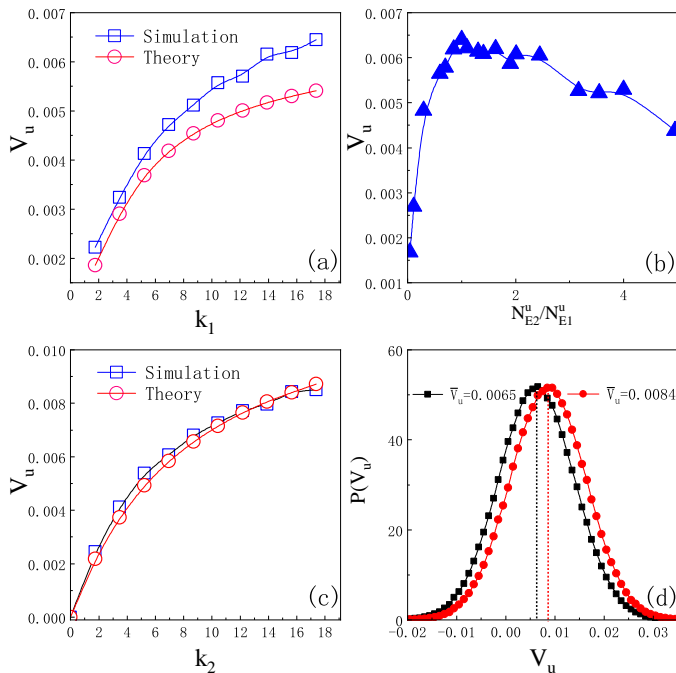 Simulation
Theory
V_u
0.007
0.006
0.005
0.004
0.003
0.002
0 2 4 6 8 10 12 14 16 18
k_1
(a)
V_u
0.007
0.006
0.005
0.004
0.003
0.002
0.001
0 2 4
N^u_E2/N^u_E1
(b)
Simulation
Theory
V_u
0.010
0.008
0.006
0.004
0.002
0.000
0 2 4 6 8 10 12 14 16 18
k_2
(c)
V̅_u=0.0065 V̅_u=0.0084
P(V_u)
60
50
40
30
20
10
0
-0.02 -0.01 0.00 0.01 0.02 0.03
V_u
(d)